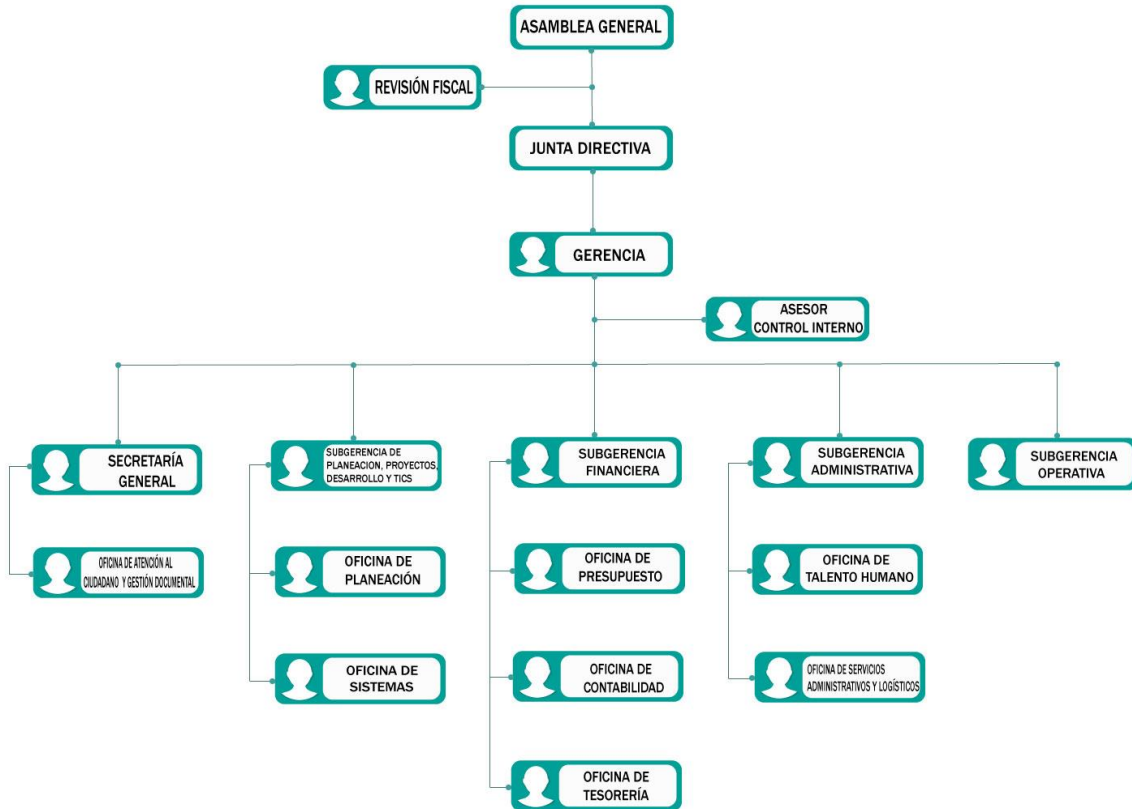 ASAMBLEA GENERAL
REVISIÓN FISCAL
JUNTA DIRECTIVA
GERENCIA
ASESOR
CONTROL INTERNO
SECRETARÍA
GENERAL
SUBGERENCIA DE
PLANEACION, PROYECTOS,
DESARROLLO Y TICS
SUBGERENCIA
FINANCIERA
SUBGERENCIA
ADMINISTRATIVA
SUBGERENCIA
OPERATIVA
OFICINA DE ATENCIÓN AL
CIUDADANO Y GESTIÓN DOCUMENTAL
OFICINA DE
PLANEACIÓN
OFICINA DE
PRESUPUESTO
OFICINA DE
TALENTO HUMANO
OFICINA DE
SISTEMAS
OFICINA DE
CONTABILIDAD
OFICINA DE SERVICIOS
ADMINISTRATIVOS Y LOGÍSTICOS
OFICINA DE
TESORERÍA